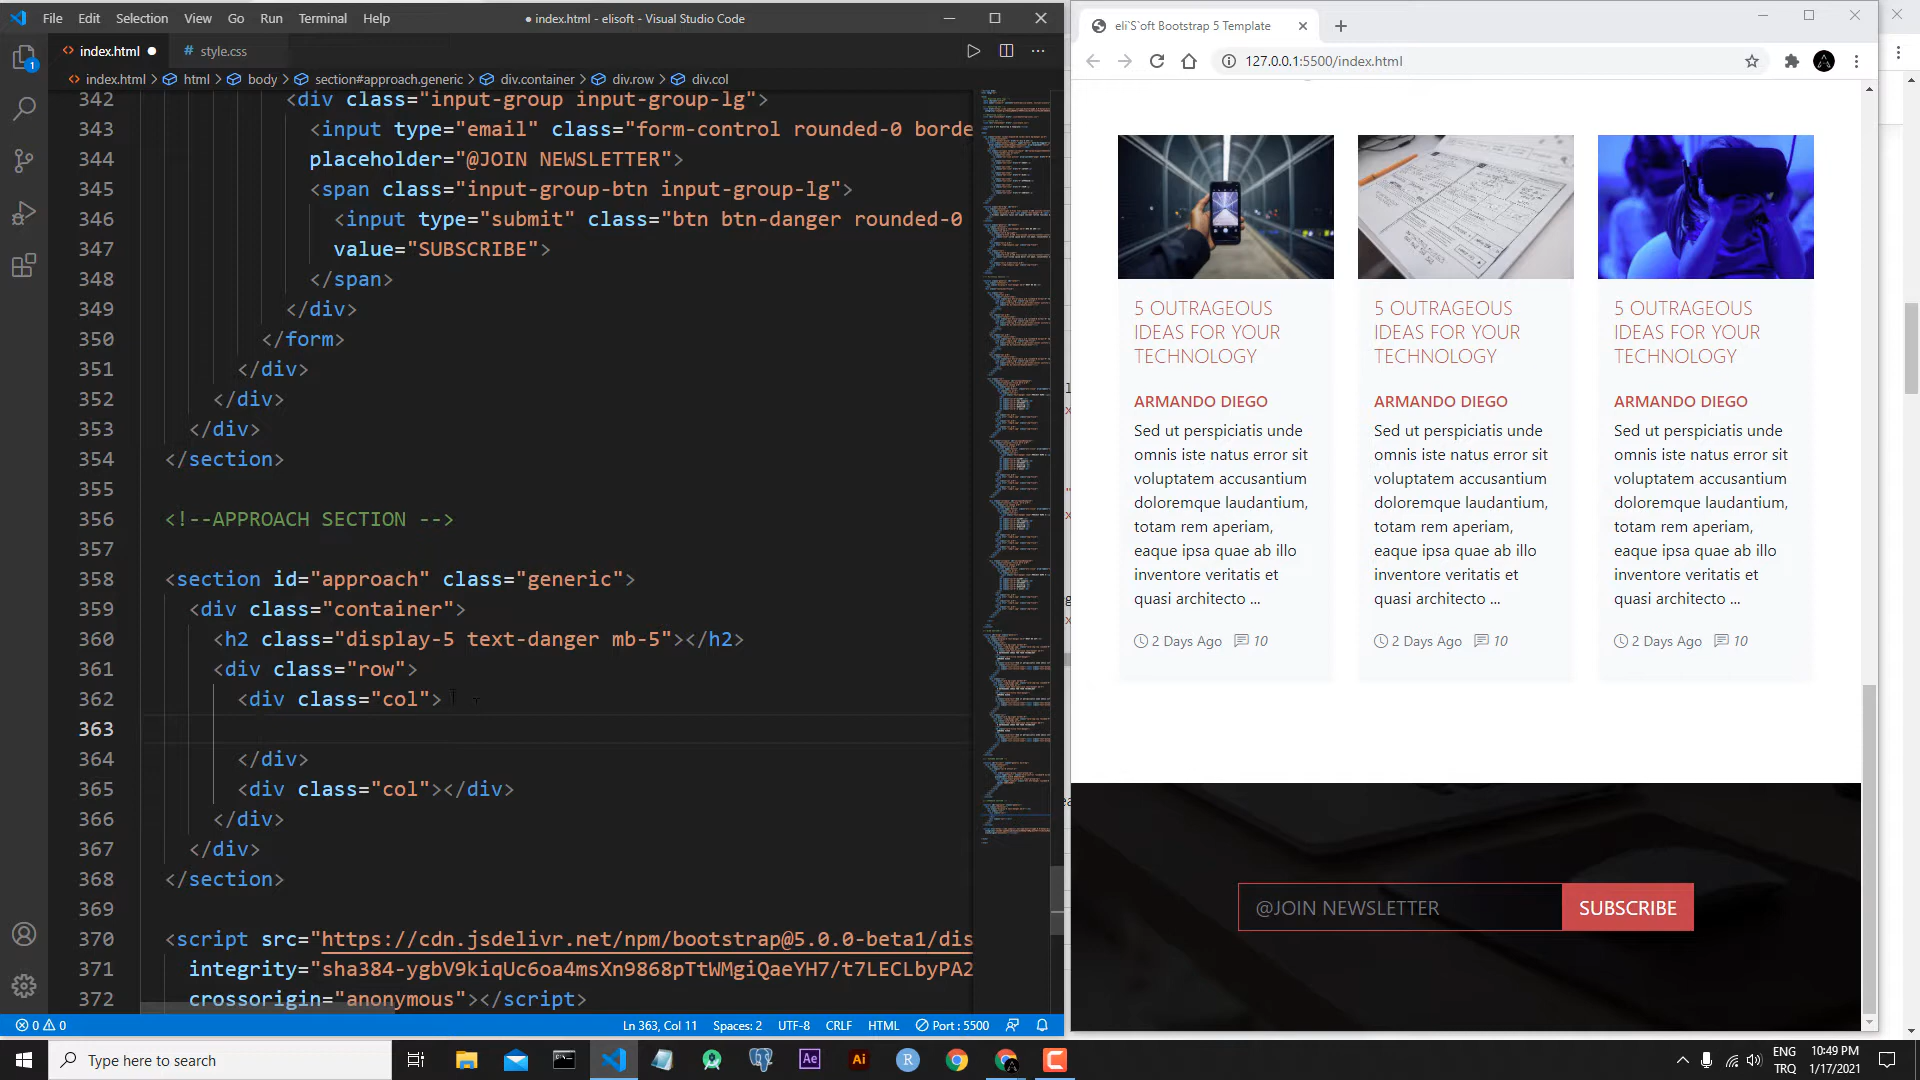 File Edit Selection View Go Run Terminal Help
● index.html - elisoft - Visual Studio Code
index.html ●
# style.css
index.html > html > body > section#approach.generic > div.container > div.row > div.col
342 <div class="input-group input-group-lg">
343 <input type="email" class="form-control rounded-0 borde
344 placeholder="@JOIN NEWSLETTER">
345 <span class="input-group-btn input-group-lg">
346 <input type="submit" class="btn btn-danger rounded-0
347 value="SUBSCRIBE">
348 </span>
349 </div>
350 </form>
351 </div>
352 </div>
353 </div>
354 </section>
355
356 <!--APPROACH SECTION -->
357
358 <section id="approach" class="generic">
359 <div class="container">
360 <h2 class="display-5 text-danger mb-5"></h2>
361 <div class="row">
362 <div class="col">
363
364 </div>
365 <div class="col"></div>
366 </div>
367 </div>
368 </section>
369
370 <script src="https://cdn.jsdelivr.net/npm/bootstrap@5.0.0-beta1/dis
371 integrity="sha384-ygbV9kiqUc6oa4msXn9868pTtWMgiQaeYH7/t7LECLbyPA2
372 crossorigin="anonymous"></script>
0 0
Ln 363, Col 11 Spaces: 2 UTF-8 CRLF HTML Port : 5500
eli`S`oft Bootstrap 5 Template
127.0.0.1:5500/index.html
5 OUTRAGEOUS
IDEAS FOR YOUR
TECHNOLOGY
ARMANDO DIEGO
Sed ut perspiciatis unde
omnis iste natus error sit
voluptatem accusantium
doloremque laudantium,
totam rem aperiam,
eaque ipsa quae ab illo
inventore veritatis et
quasi architecto ...
2 Days Ago 10
5 OUTRAGEOUS
IDEAS FOR YOUR
TECHNOLOGY
ARMANDO DIEGO
Sed ut perspiciatis unde
omnis iste natus error sit
voluptatem accusantium
doloremque laudantium,
totam rem aperiam,
eaque ipsa quae ab illo
inventore veritatis et
quasi architecto ...
2 Days Ago 10
5 OUTRAGEOUS
IDEAS FOR YOUR
TECHNOLOGY
ARMANDO DIEGO
Sed ut perspiciatis unde
omnis iste natus error sit
voluptatem accusantium
doloremque laudantium,
totam rem aperiam,
eaque ipsa quae ab illo
inventore veritatis et
quasi architecto ...
2 Days Ago 10
@JOIN NEWSLETTER
SUBSCRIBE
Type here to search
Ae
Ai
R
ENG
TRQ
10:49 PM
1/17/2021